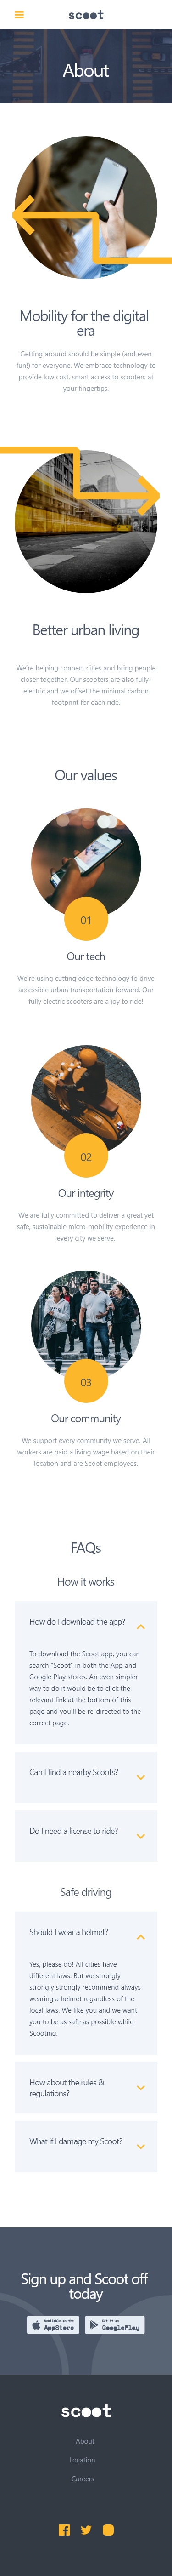 scoot
About
Mobility for the digital
era
Getting around should be simple (and even
fun!) for everyone. We embrace technology to
provide low cost, smart access to scooters at
your fingertips.
Better urban living
We're helping connect cities and bring people
closer together. Our scooters are also fully-
electric and we offset the minimal carbon
footprint for each ride.
Our values
01
Our tech
We're using cutting edge technology to drive
accessible urban transportation forward. Our
fully electric scooters are a joy to ride!
02
Our integrity
We are fully committed to deliver a great yet
safe, sustainable micro-mobility experience in
every city we serve.
03
Our community
We support every community we serve. All
workers are paid a living wage based on their
location and are Scoot employees.
FAQs
How it works
How do I download the app?
To download the Scoot app, you can
search "Scoot" in both the App and
Google Play stores. An even simpler
way to do it would be to click the
relevant link at the bottom of this
page and you'll be re-directed to the
correct page.
Can I find a nearby Scoots?
Do I need a license to ride?
Safe driving
Should I wear a helmet?
Yes, please do! All cities have
different laws. But we strongly
strongly strongly recommend always
wearing a helmet regardless of the
local laws. We like you and we want
you to be as safe as possible while
Scooting.
How about the rules &
regulations?
What if I damage my Scoot?
Sign up and Scoot off
today
Available on the
AppStore
Get it on
GooglePlay
scoot
About
Location
Careers